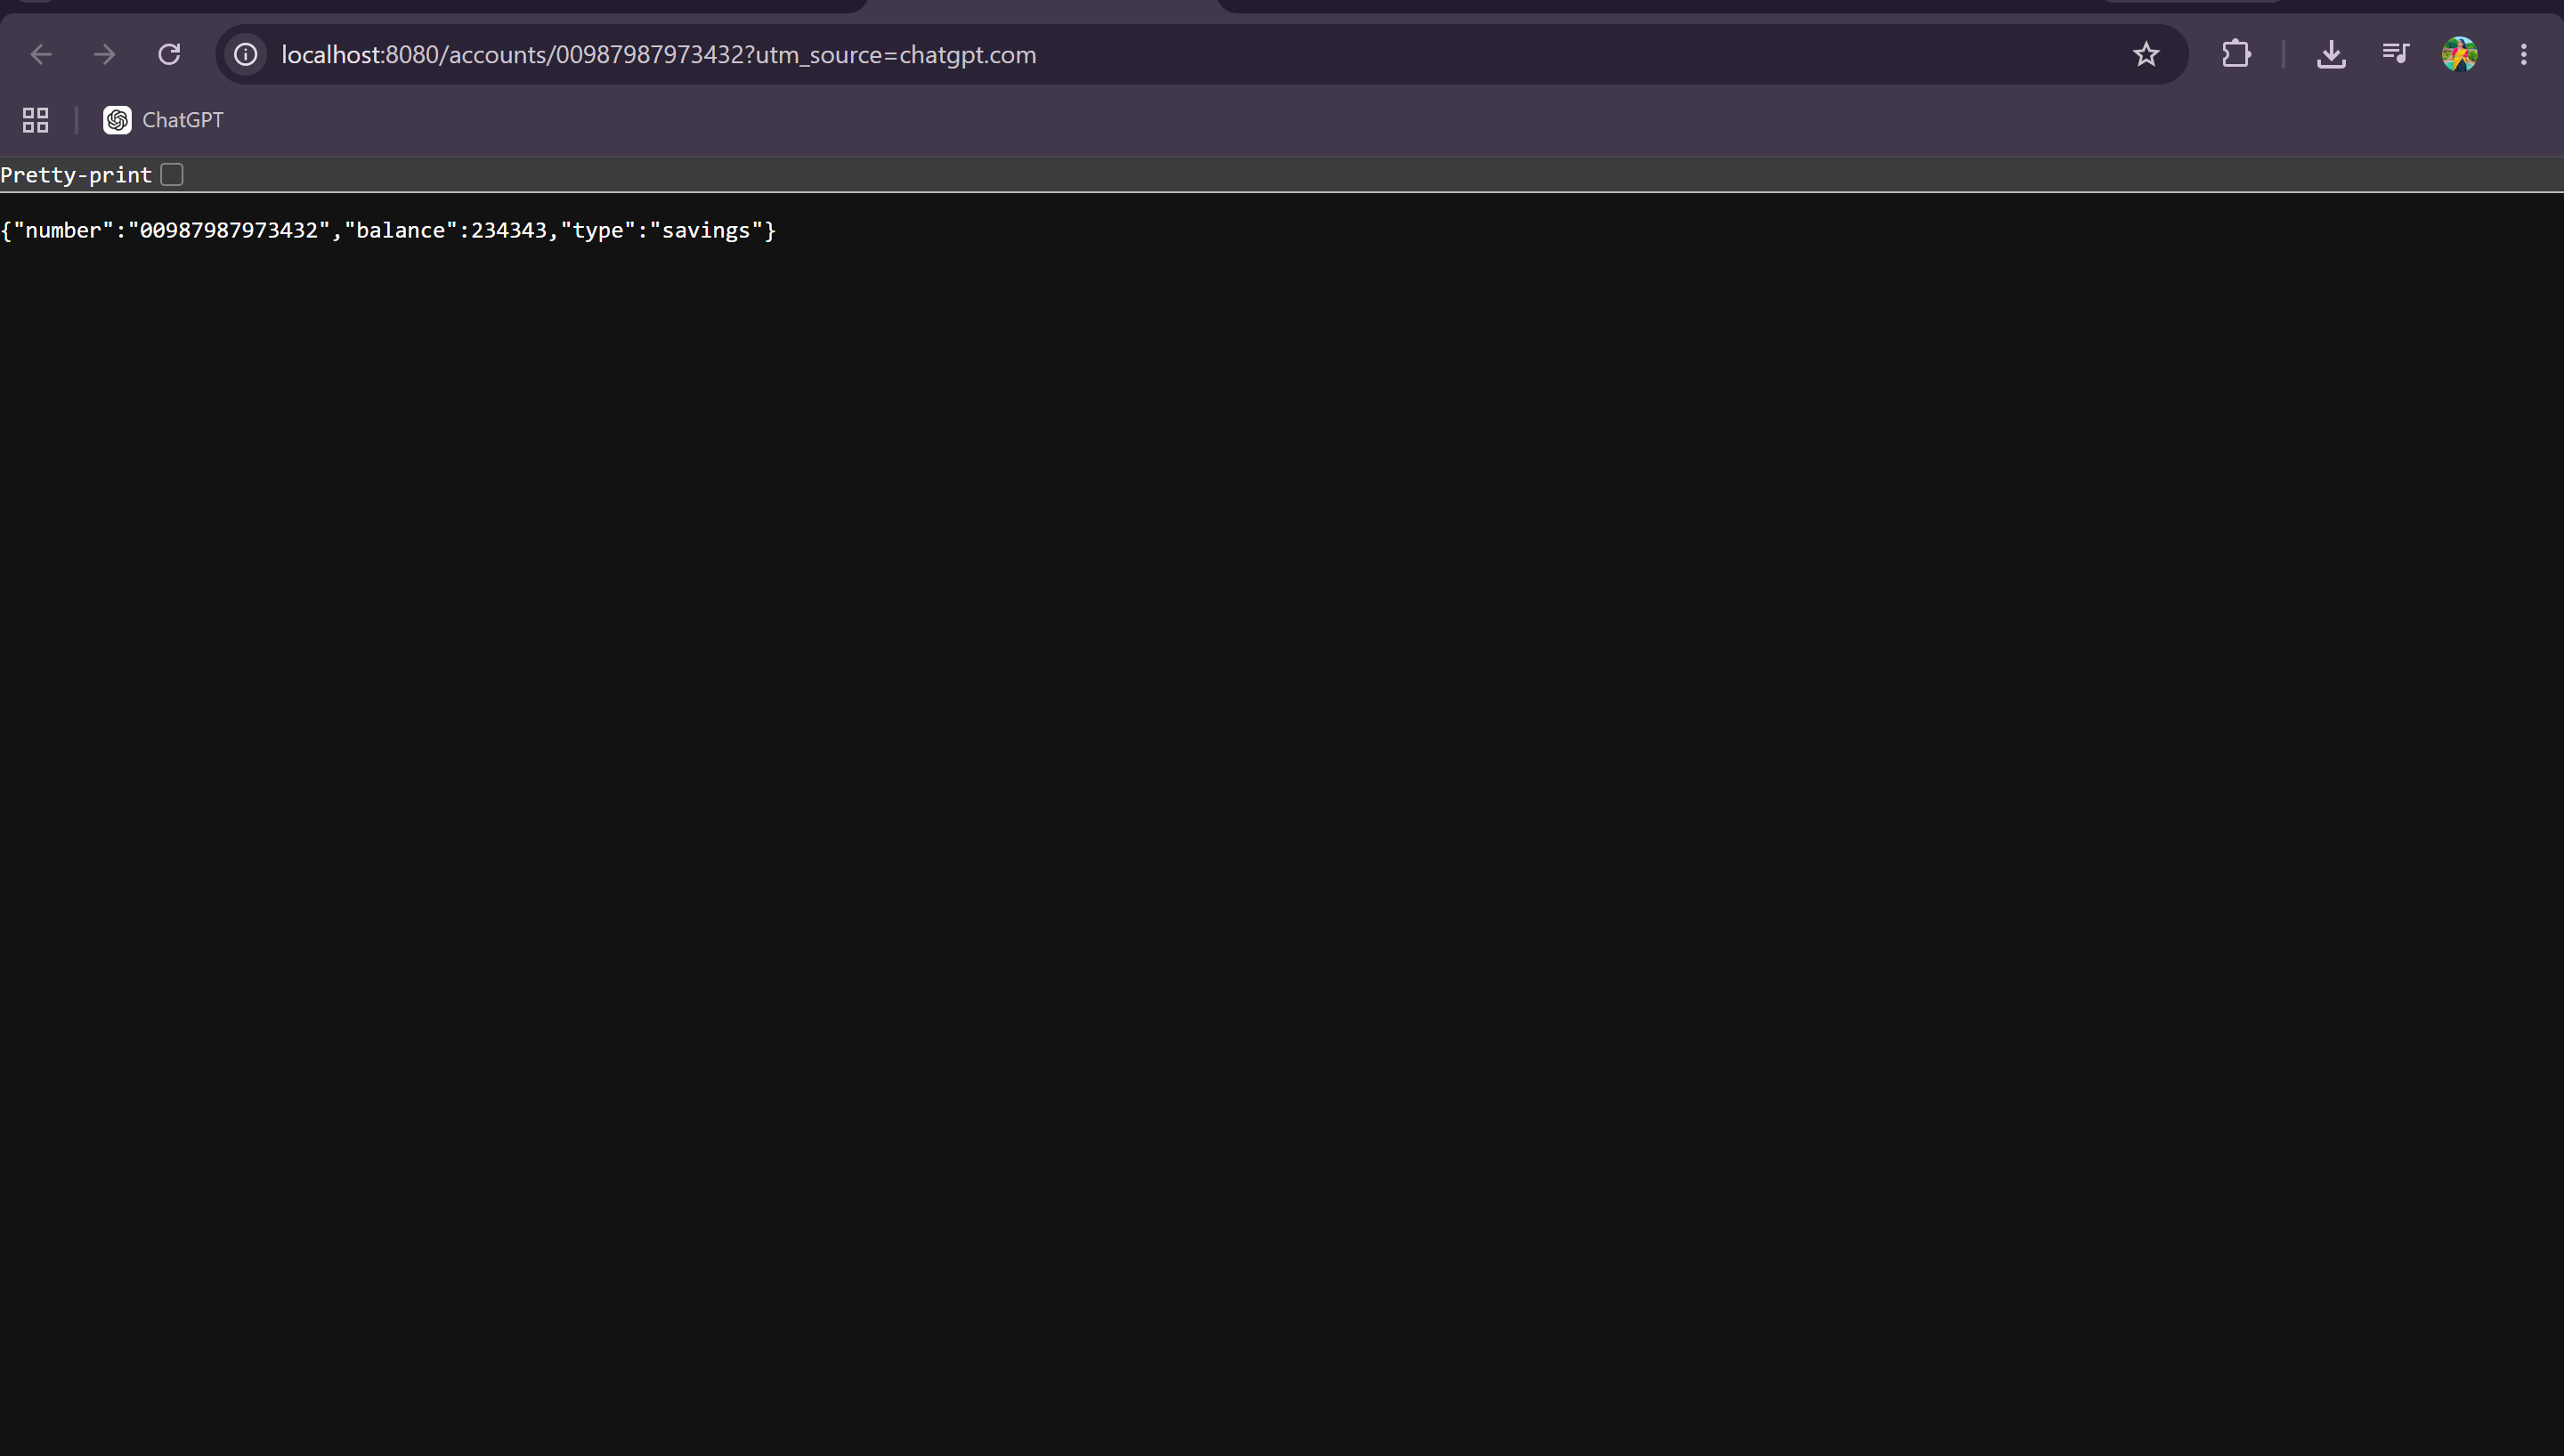 localhost:8080/accounts/00987987973432?utm_source=chatgpt.com
ChatGPT
Pretty-print
{"number":"00987987973432","balance":234343,"type":"savings"}